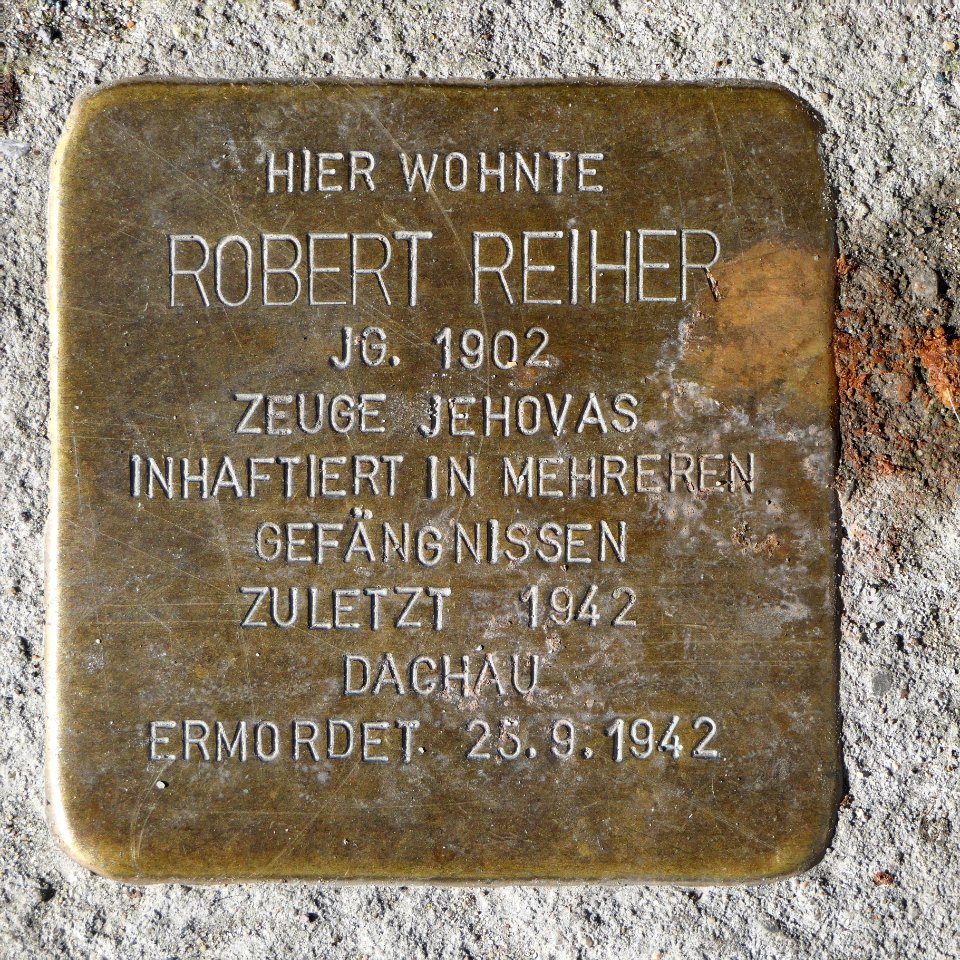 HIER WOHNTE
ROBERT REIHER
JG. 1902
ZEUGE JEHOVAS
INHAFTIERT IN MEHREREN
GEFÄNGNISSEN
ZULETZT 1942
DACHAU
ERMORDET 25.9.1942